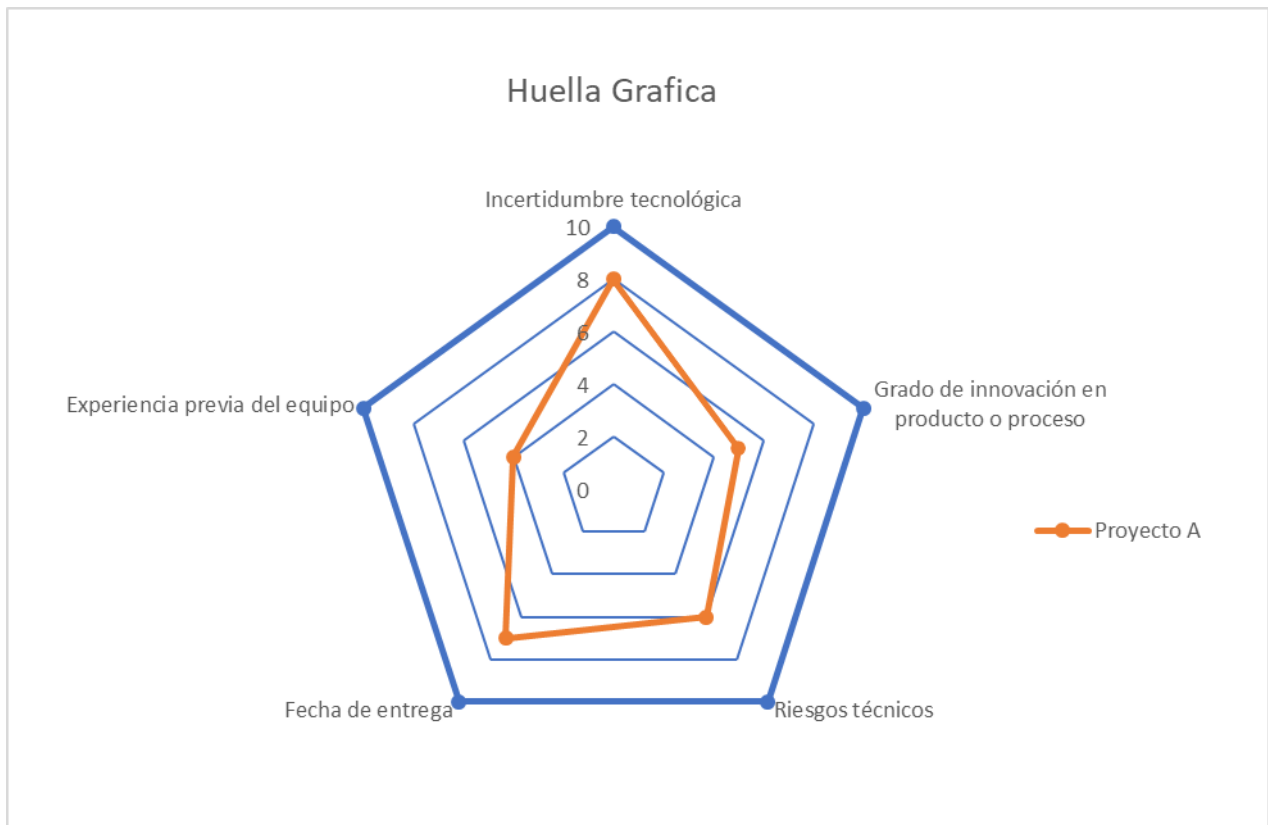 Huella Grafica
Incertidumbre tecnológica
10
8
6
4
2
0
Grado de innovación en
producto o proceso
Experiencia previa del equipo
Proyecto A
Fecha de entrega
Riesgos técnicos